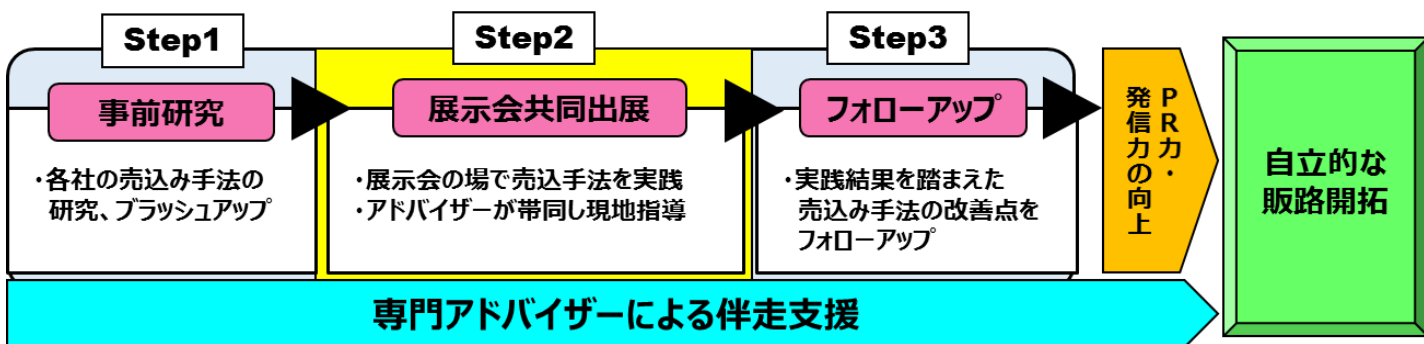 Step1
事前研究
・各社の売込み手法の
研究、ブラッシュアップ
Step2
展示会共同出展
・展示会の場で売込手法を実践
・アドバイザーが帯同し現地指導
Step3
フォローアップ
・実践結果を踏まえた
売込み手法の改善点を
フォローアップ
ＰＲ力・
発信力の向上
自立的な
販路開拓
専門アドバイザーによる伴走支援